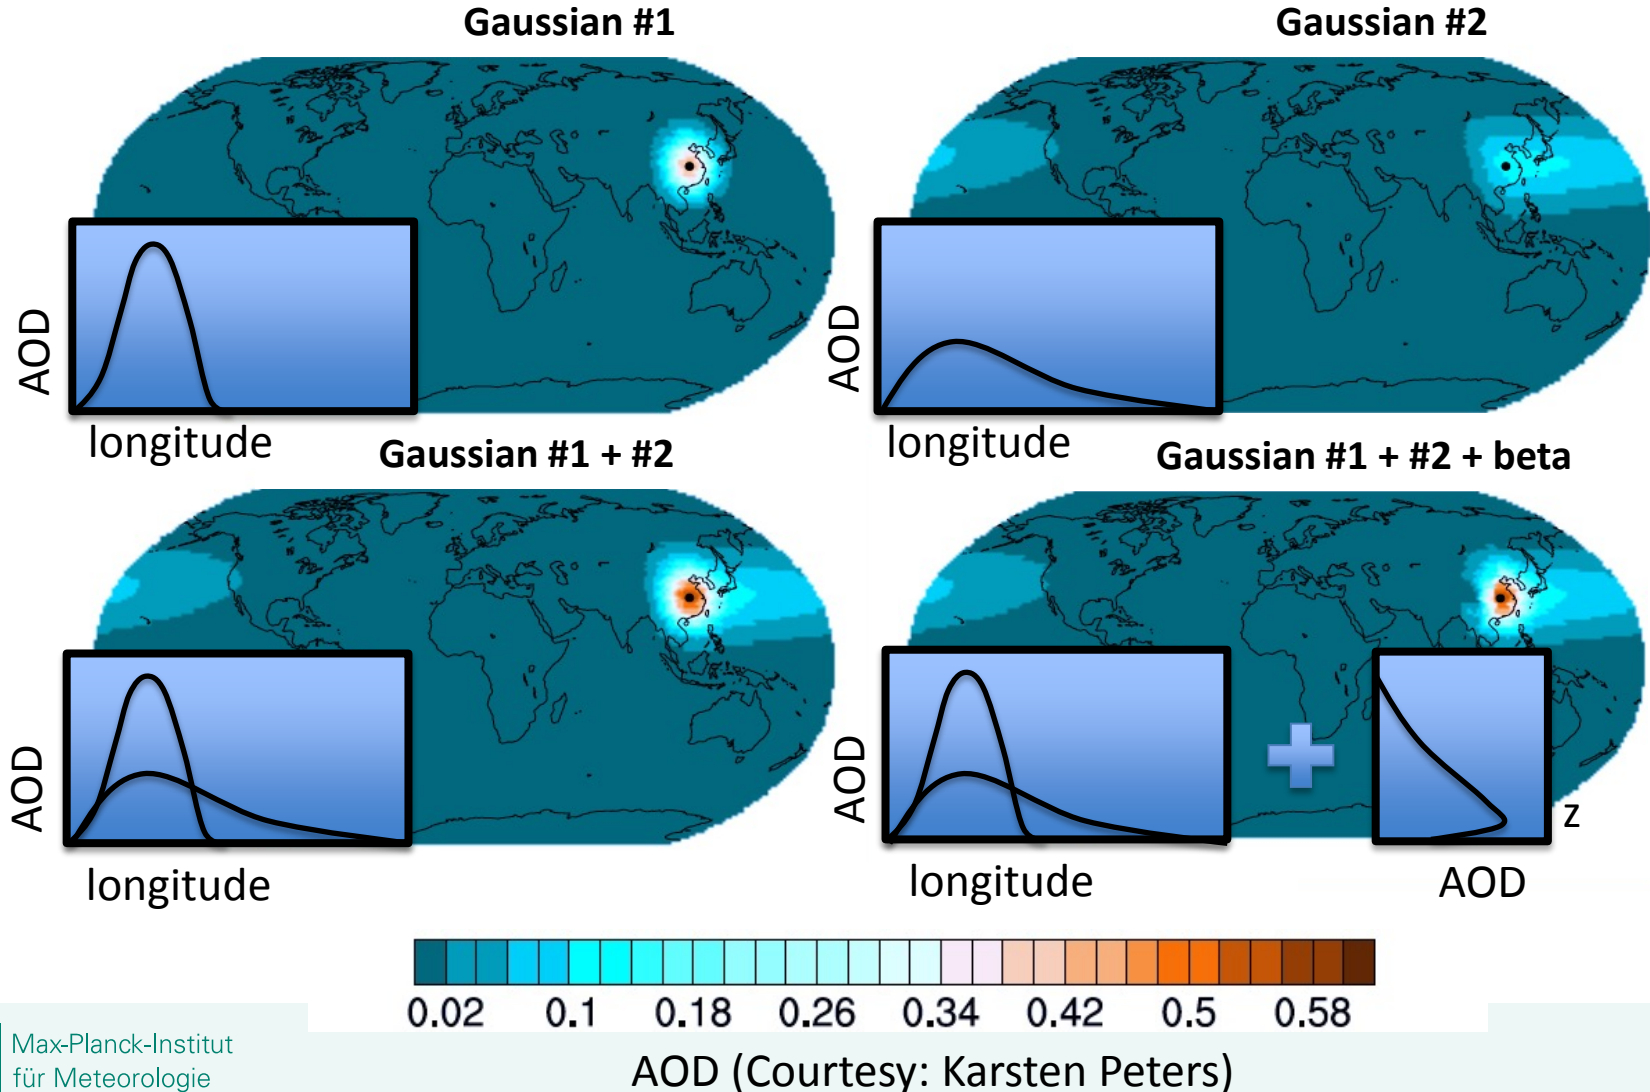 Gaussian #1
Gaussian #2
AOD
longitude
AOD
longitude
Gaussian #1 + #2
Gaussian #1 + #2 + beta
AOD
longitude
AOD
longitude
z
AOD
0.02 0.1 0.18 0.26 0.34 0.42 0.5 0.58
Max-Planck-Institut
für Meteorologie
AOD (Courtesy: Karsten Peters)